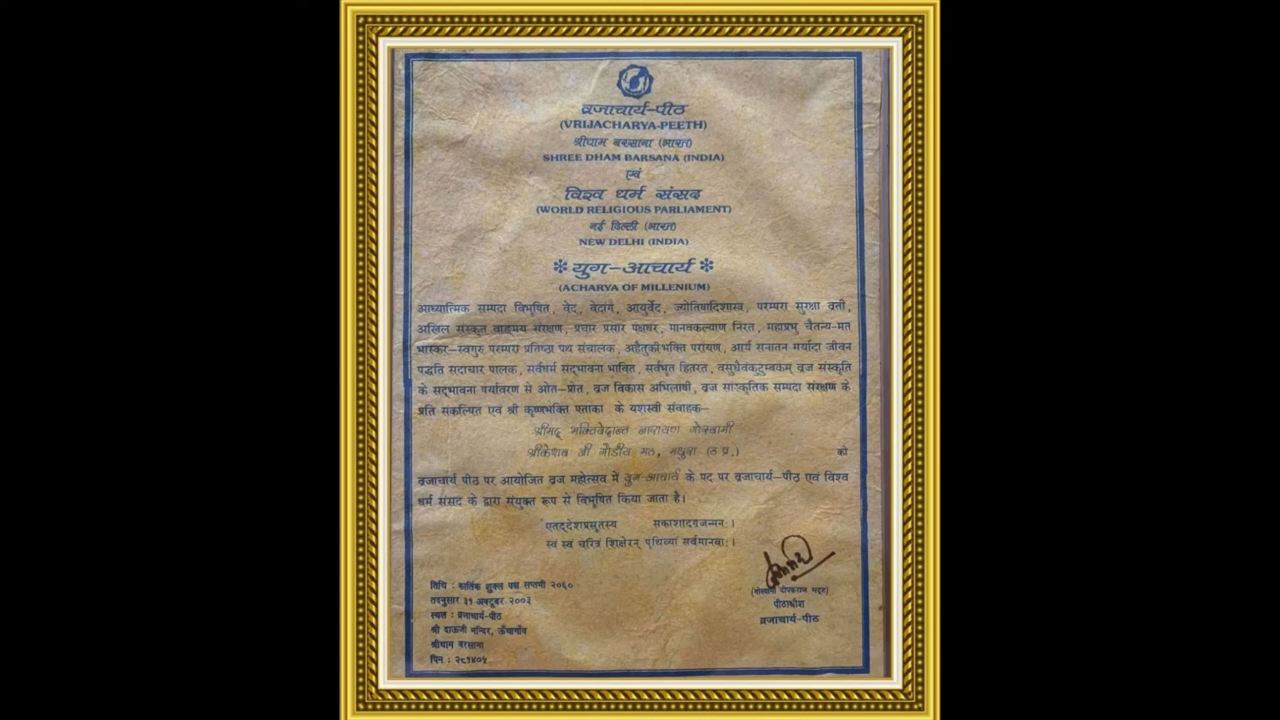 व्रजाचार्य-पीठ
(VRIJACHARYA-PEETH)
श्रीधाम बरसाना (भारत)
SHREE DHAM BARSANA (INDIA)
एवं
विश्व धर्म संसद
(WORLD RELIGIOUS PARLIAMENT)
नई दिल्ली (भारत)
NEW DELHI (INDIA)
* युग-आचार्य *
(ACHARYA OF MILLENIUM)
आध्यात्मिक सम्पदा विभूषित, वेद, वेदांग, आयुर्वेद, ज्योतिषादिशास्त्र, परम्परा सुरक्षा व्रती,
अखिल संस्कृत वाङ्मय संरक्षण, प्रचार प्रसार पक्षधर, मानवकल्याण निरत, महाप्रभु चैतन्य-मत
भास्कर-स्वगुरु परम्परा प्रतिष्ठा पथ संचालक, अहैतुकीभक्ति परायण, आर्य सनातन मर्यादा जीवन
पद्धति सदाचार पालक, सर्वधर्म सद्भावना भावित, सर्वभूत हितरत, वसुधैवकुटुम्बकम् व्रज संस्कृति
के सद्भावना पर्यावरण से ओत-प्रोत, व्रज विकास अभिलाषी, व्रज सांस्कृतिक सम्पदा संरक्षण के
प्रति संकल्पित एवं श्री कृष्णभक्ति पताका के यशस्वी संवाहक-
श्रीमद् भक्तिवेदान्त नारायण गोस्वामी
श्रीकेशव जी गौडीय मठ, मथुरा (उ प्र.) को
व्रजाचार्य पीठ पर आयोजित व्रज महोत्सव में युग-आचार्य के पद पर व्रजाचार्य-पीठ एवं विश्व
धर्म संसद के द्वारा संयुक्त रूप से विभूषित किया जाता है।
एतद्देशप्रसूतस्य सकाशादग्रजन्मनः।
स्वं स्वं चरित्रं शिक्षेरन् पृथिव्यां सर्वमानवाः।
तिथि : कार्तिक शुक्ल पक्ष सप्तमी २०६०
तदनुसार ३१ अक्टूबर २००३
स्थल : व्रजाचार्य-पीठ
श्री दाऊजी मन्दिर, ऊँचागाँव
श्रीधाम बरसाना
पिन : २८१४०५
(गोस्वामी दीपकराज भट्ट)
पीठाधीश
व्रजाचार्य-पीठ